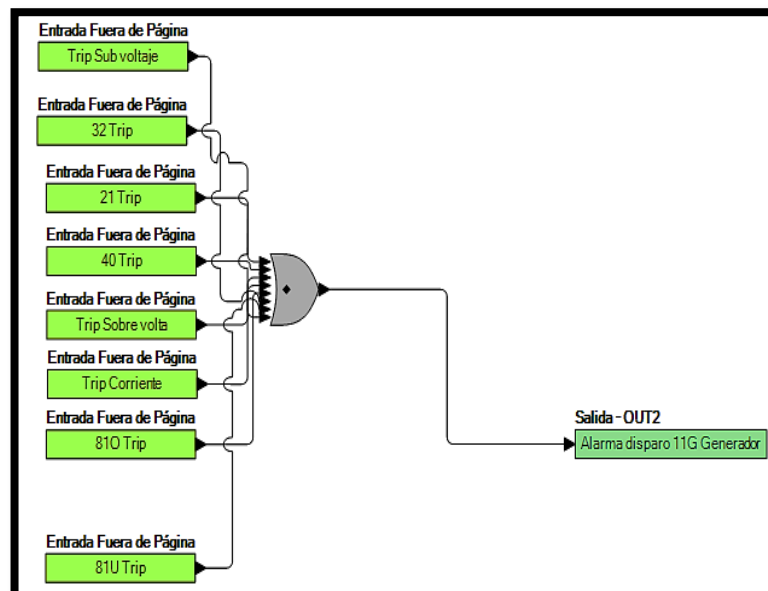 Entrada Fuera de Página
Trip Sub voltaje
Entrada Fuera de Página
32 Trip
Entrada Fuera de Página
21 Trip
Entrada Fuera de Página
40 Trip
Entrada Fuera de Página
Trip Sobre volta
Entrada Fuera de Página
Trip Corriente
Entrada Fuera de Página
81O Trip
Entrada Fuera de Página
81U Trip
Salida - OUT2
Alarma disparo 11G Generador